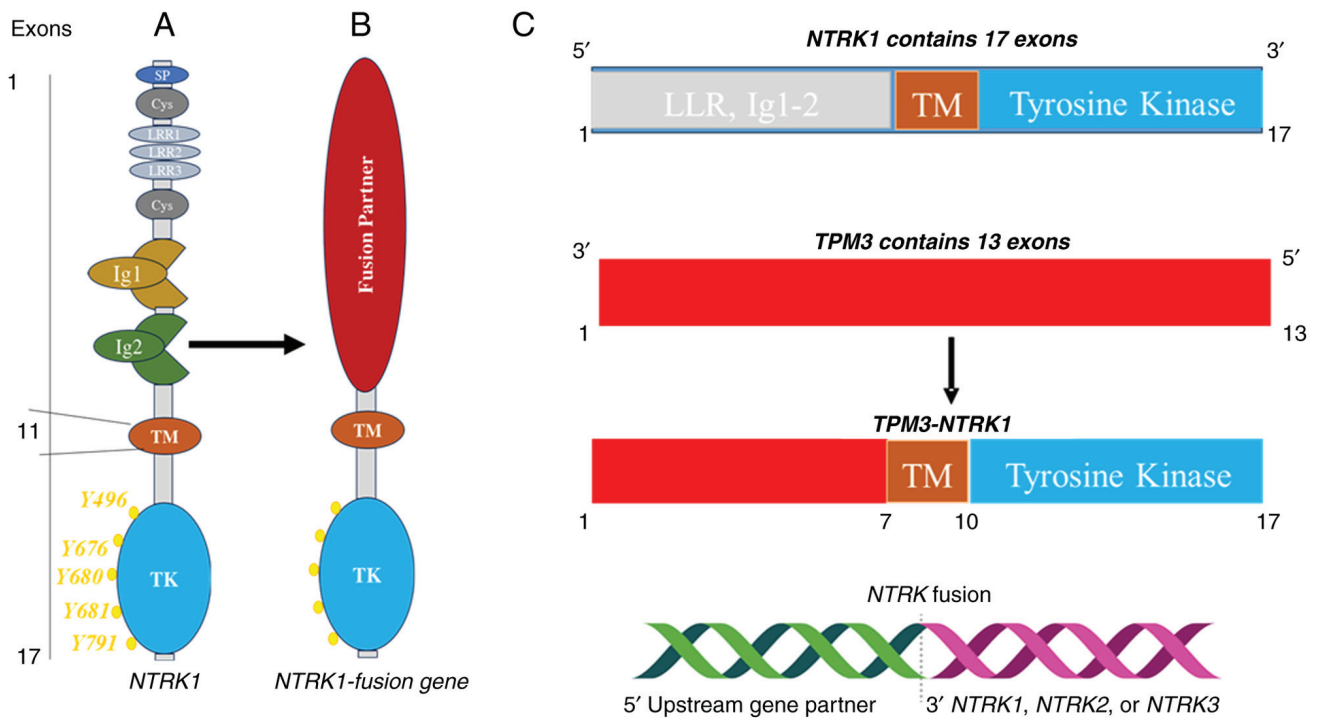 A
B
C
Exons
1
11
17
SP
Cys
LRR1
LRR2
LRR3
Cys
Ig1
Ig2
TM
Y496
Y676
Y680
Y681
Y791
TK
NTRK1
Fusion Partner
TM
TK
NTRK1-fusion gene
NTRK1 contains 17 exons
5′ 3′
LLR, Ig1-2 TM Tyrosine Kinase
1 17
TPM3 contains 13 exons
3′ 5′
1 13
TPM3-NTRK1
TM Tyrosine Kinase
1 7 10 17
NTRK fusion
5′ Upstream gene partner 3′ NTRK1, NTRK2, or NTRK3